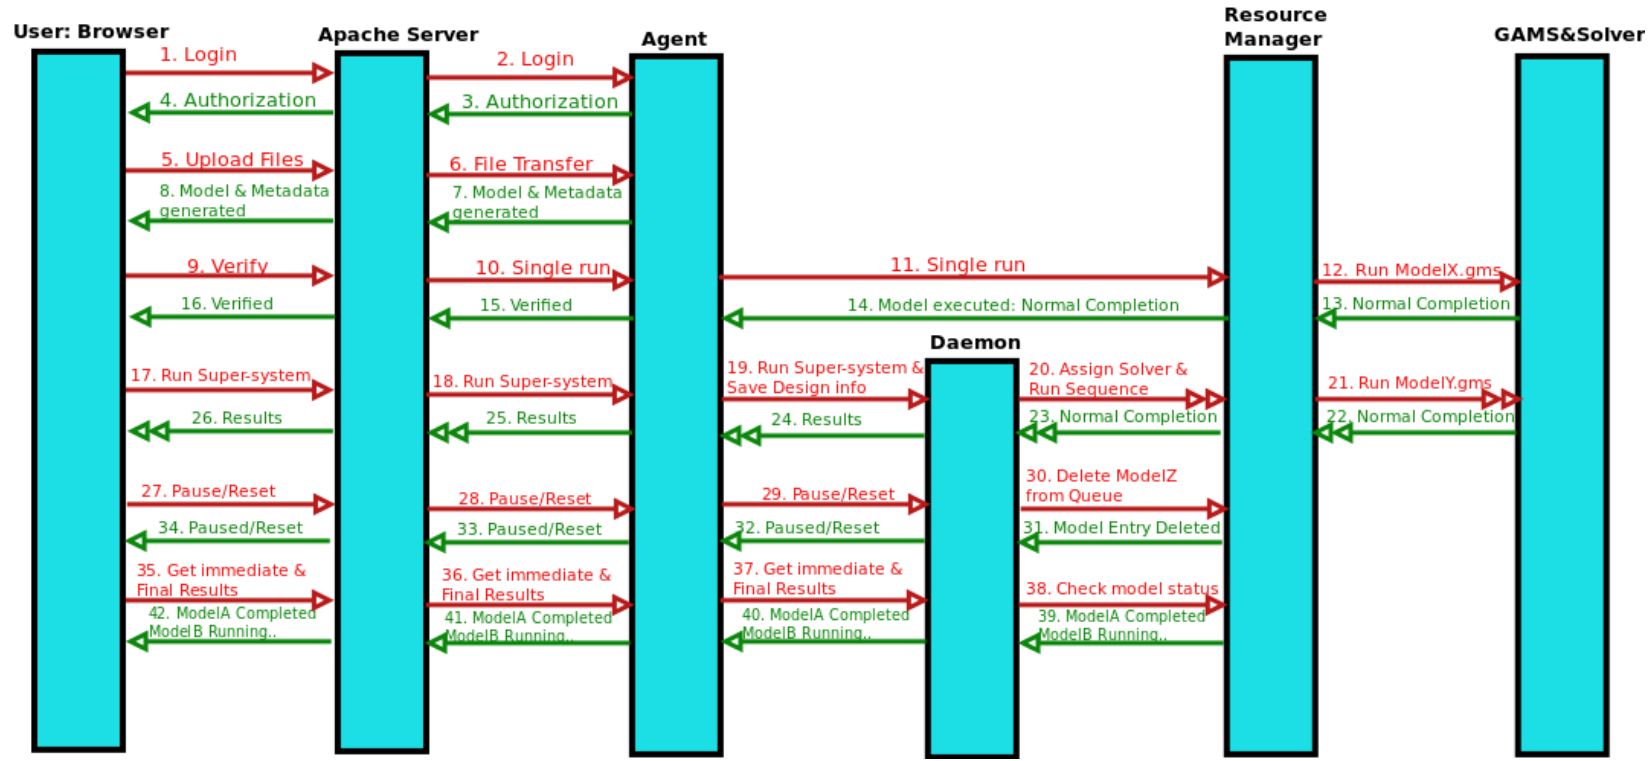 User: Browser
Apache Server
Agent
Resource
Manager
GAMS&Solver
1. Login
2. Login
4. Authorization
3. Authorization
5. Upload Files
6. File Transfer
8. Model & Metadata
generated
7. Model & Metadata
generated
9. Verify
10. Single run
11. Single run
12. Run ModelX.gms
16. Verified
15. Verified
14. Model executed: Normal Completion
13. Normal Completion
Daemon
17. Run Super-system
18. Run Super-system
19. Run Super-system &
Save Design info
20. Assign Solver &
Run Sequence
21. Run ModelY.gms
26. Results
25. Results
24. Results
23. Normal Completion
22. Normal Completion
27. Pause/Reset
28. Pause/Reset
29. Pause/Reset
30. Delete ModelZ
from Queue
34. Paused/Reset
33. Paused/Reset
32. Paused/Reset
31. Model Entry Deleted
35. Get immediate &
Final Results
36. Get immediate &
Final Results
37. Get immediate &
Final Results
38. Check model status
42. ModelA Completed
ModelB Running..
41. ModelA Completed
ModelB Running..
40. ModelA Completed
ModelB Running..
39. ModelA Completed
ModelB Running..